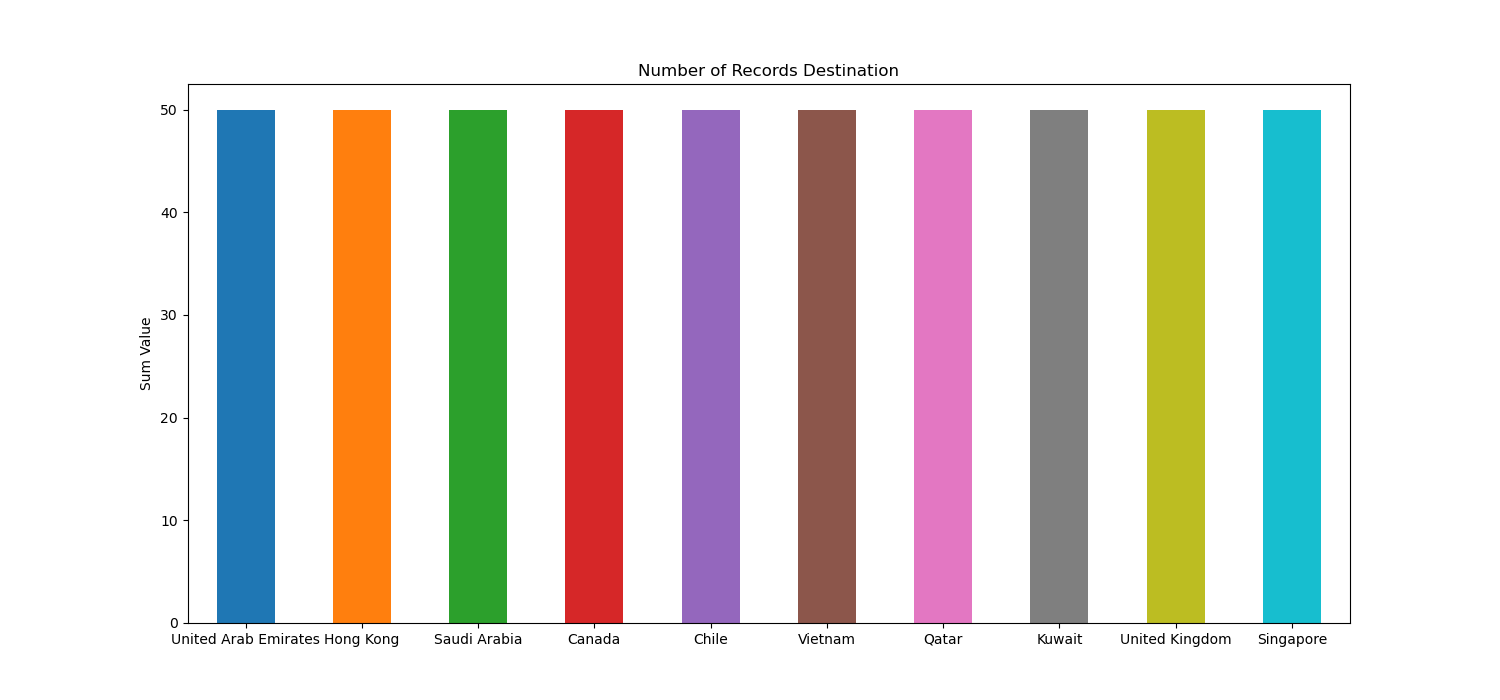 Number of Records Destination
Sum Value
50
40
30
20
10
0
United Arab Emirates Hong Kong Saudi Arabia Canada Chile Vietnam Qatar Kuwait United Kingdom Singapore